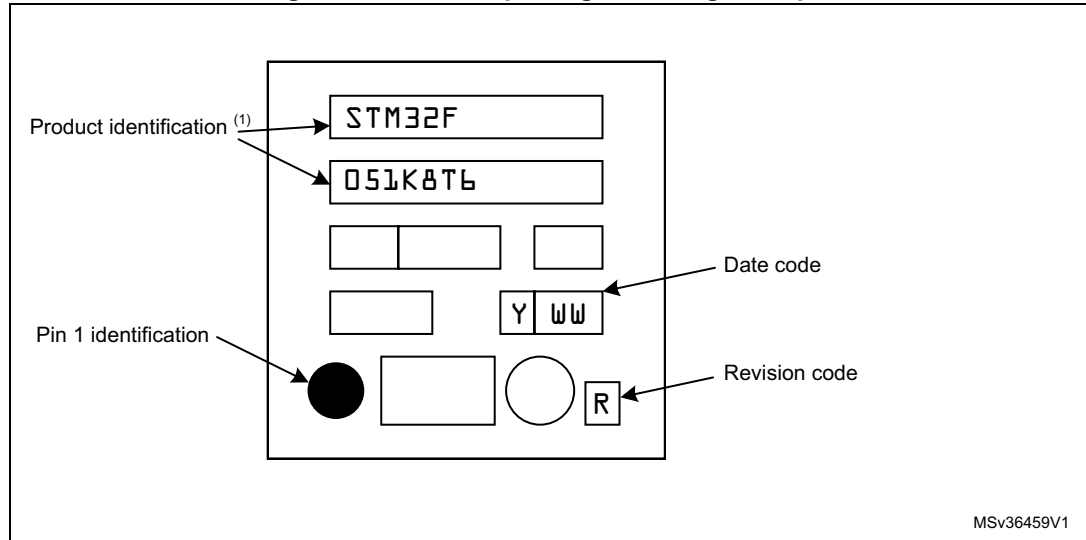 STM32F
Product identification (1)
051K8T6
Date code
Y WW
Pin 1 identification
Revision code
R
MSv36459V1